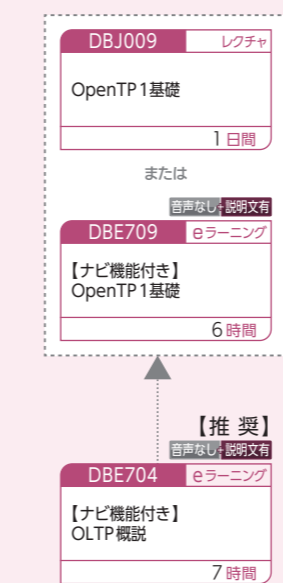 DBJ009 レクチャ
OpenTP1基礎
1日間
または
音声なし・説明文有
DBE709 eラーニング
【ナビ機能付き】
OpenTP1基礎
6時間
【推 奨】
音声なし・説明文有
DBE704 eラーニング
【ナビ機能付き】
OLTP概説
7時間